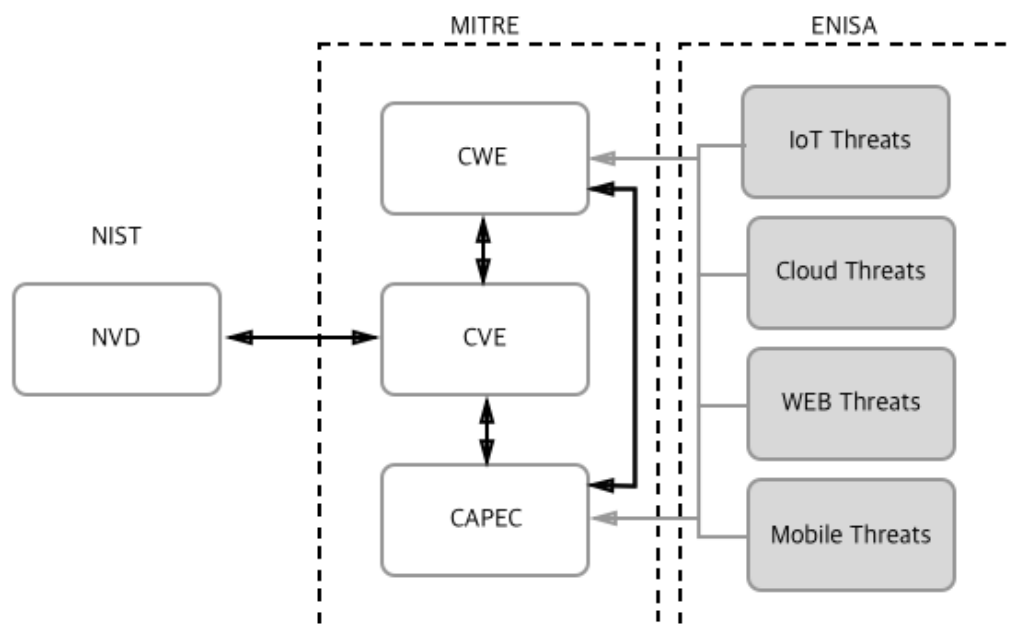 MITRE
ENISA
NIST
NVD
CWE
CVE
CAPEC
IoT Threats
Cloud Threats
WEB Threats
Mobile Threats